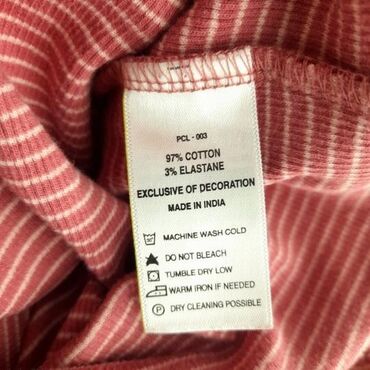 PCL - 003
97% COTTON
3% ELASTANE
EXCLUSIVE OF DECORATION
MADE IN INDIA
MACHINE WASH COLD
DO NOT BLEACH
TUMBLE DRY LOW
WARM IRON IF NEEDED
P DRY CLEANING POSSIBLE